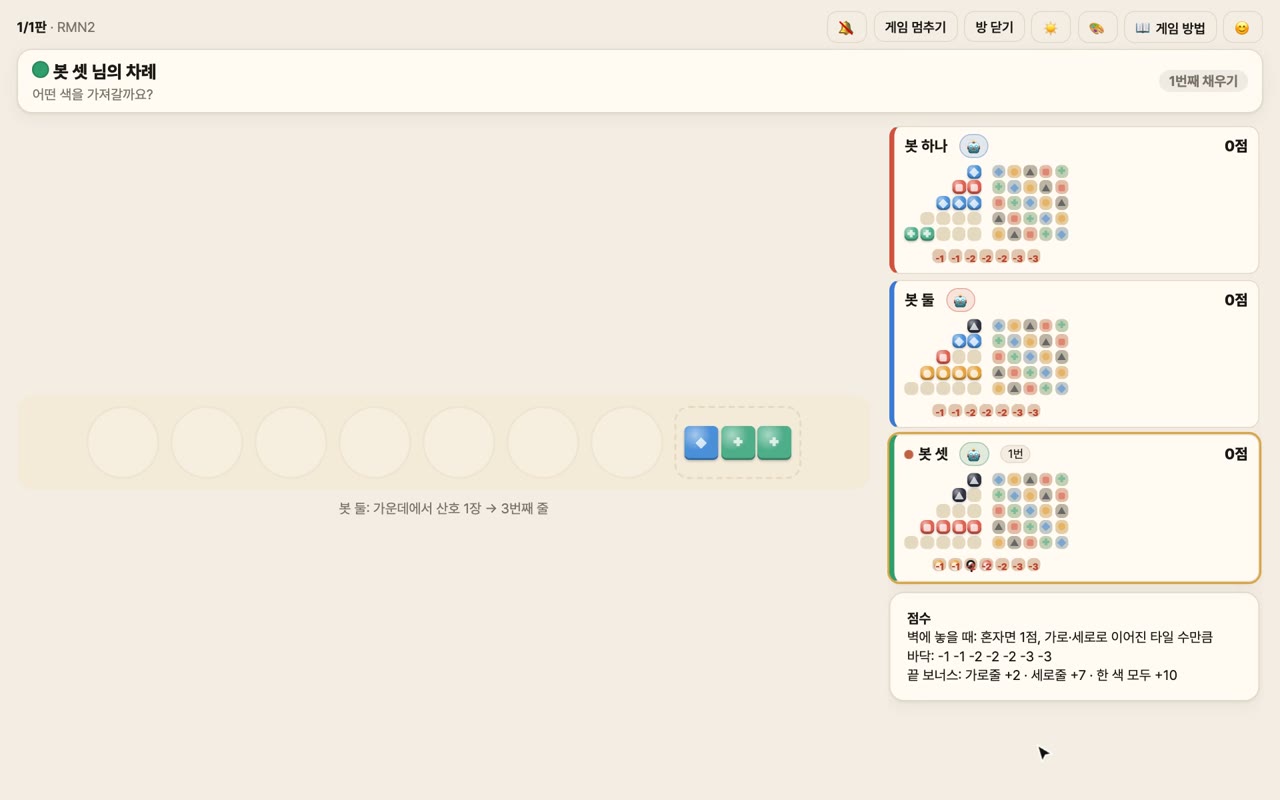 1/1판 · RMN2
게임 멈추기
방 닫기
게임 방법
봇 셋 님의 차례
어떤 색을 가져갈까요?
1번째 채우기
봇 하나
0점
-1 -1 -2 -2 -2 -3 -3
봇 둘
0점
-1 -1 -2 -2 -2 -3 -3
봇 둘: 가운데에서 산호 1장 → 3번째 줄
봇 셋
1번
0점
-1 -1 -2 -2 -3 -3
점수
벽에 놓을 때: 혼자면 1점, 가로·세로로 이어진 타일 수만큼
바닥: -1 -1 -2 -2 -2 -3 -3
끝 보너스: 가로줄 +2 · 세로줄 +7 · 한 색 모두 +10